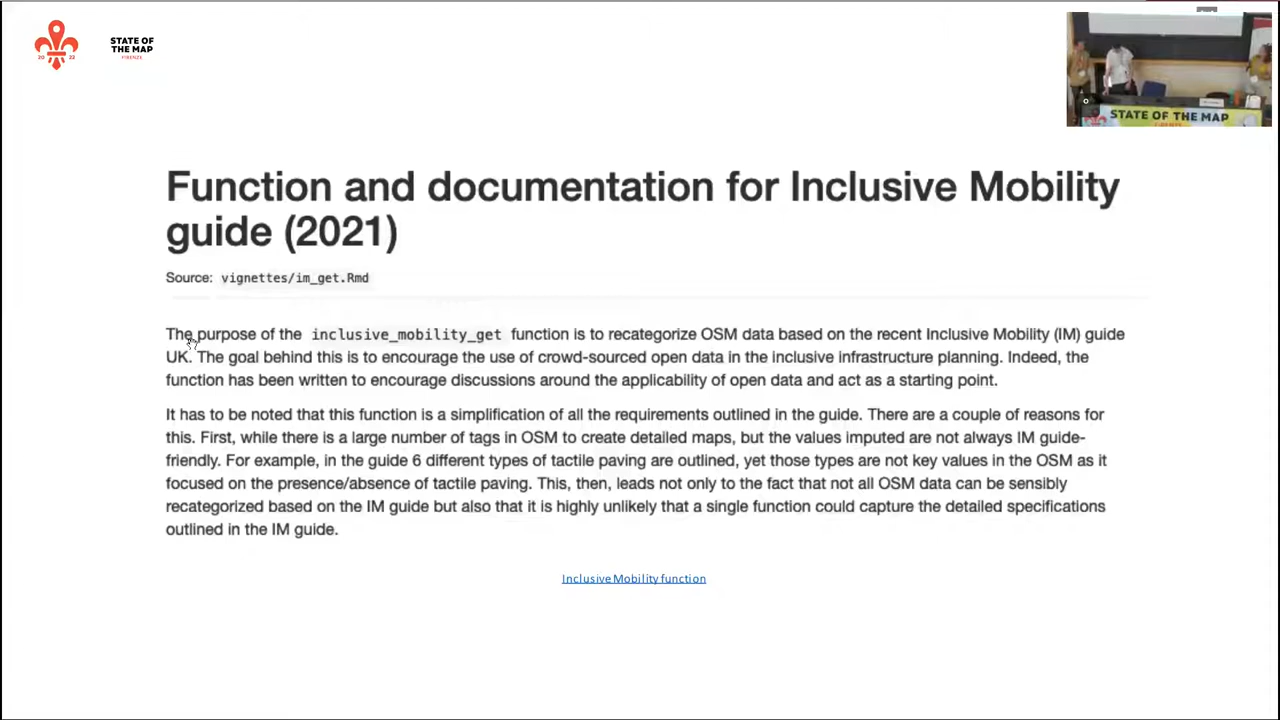 20 22
STATE OF
THE MAP
FIRENZE
STATE OF THE MAP
Function and documentation for Inclusive Mobility
guide (2021)
Source: vignettes/im_get.Rmd
The purpose of the inclusive_mobility_get function is to recategorize OSM data based on the recent Inclusive Mobility (IM) guide
UK. The goal behind this is to encourage the use of crowd-sourced open data in the inclusive infrastructure planning. Indeed, the
function has been written to encourage discussions around the applicability of open data and act as a starting point.
It has to be noted that this function is a simplification of all the requirements outlined in the guide. There are a couple of reasons for
this. First, while there is a large number of tags in OSM to create detailed maps, but the values imputed are not always IM guide-
friendly. For example, in the guide 6 different types of tactile paving are outlined, yet those types are not key values in the OSM as it
focused on the presence/absence of tactile paving. This, then, leads not only to the fact that not all OSM data can be sensibly
recategorized based on the IM guide but also that it is highly unlikely that a single function could capture the detailed specifications
outlined in the IM guide.
Inclusive Mobility function